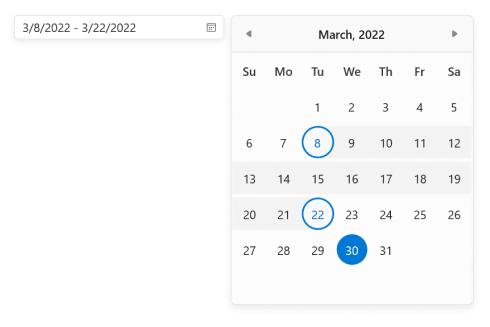 3/8/2022 - 3/22/2022
March, 2022
Su Mo Tu We Th Fr Sa
1 2 3 4 5
6 7 8 9 10 11 12
13 14 15 16 17 18 19
20 21 22 23 24 25 26
27 28 29 30 31